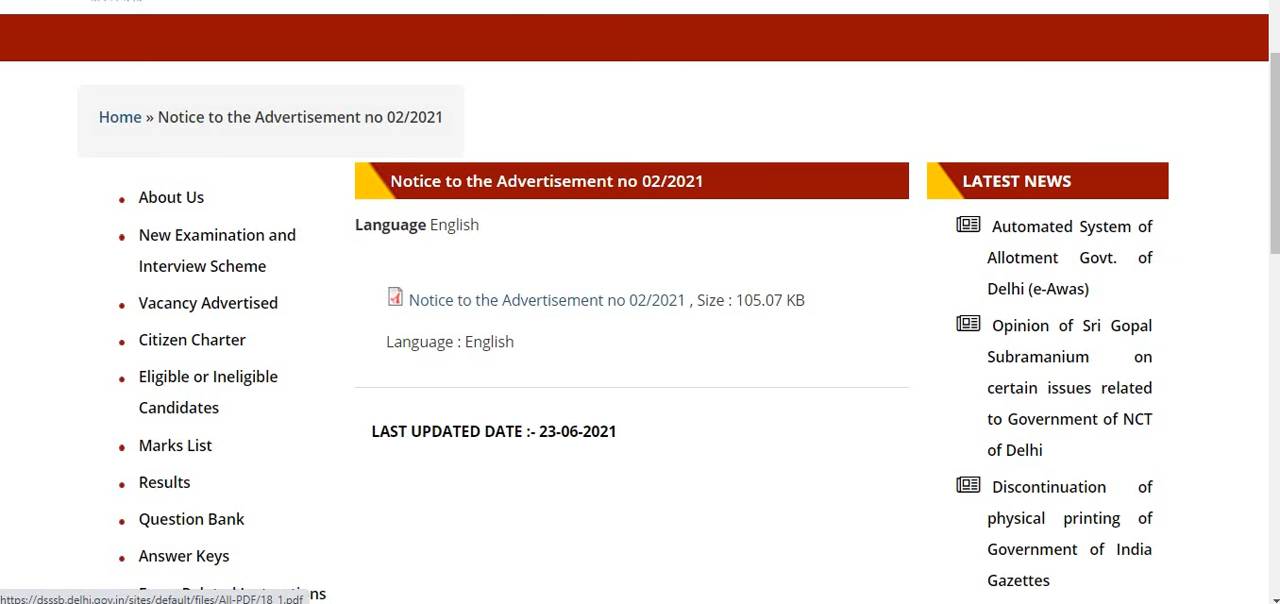 Home » Notice to the Advertisement no 02/2021
About Us
New Examination and
Interview Scheme
Vacancy Advertised
Citizen Charter
Eligible or Ineligible
Candidates
Marks List
Results
Question Bank
Answer Keys
Notice to the Advertisement no 02/2021
Language English
Notice to the Advertisement no 02/2021 , Size : 105.07 KB
Language : English
LAST UPDATED DATE :- 23-06-2021
LATEST NEWS
Automated System of
Allotment Govt. of
Delhi (e-Awas)
Opinion of Sri Gopal
Subramanium on
certain issues related
to Government of NCT
of Delhi
Discontinuation of
physical printing of
Government of India
Gazettes
https://dsssb.delhi.gov.in/sites/default/files/All-PDF/18_1.pdf